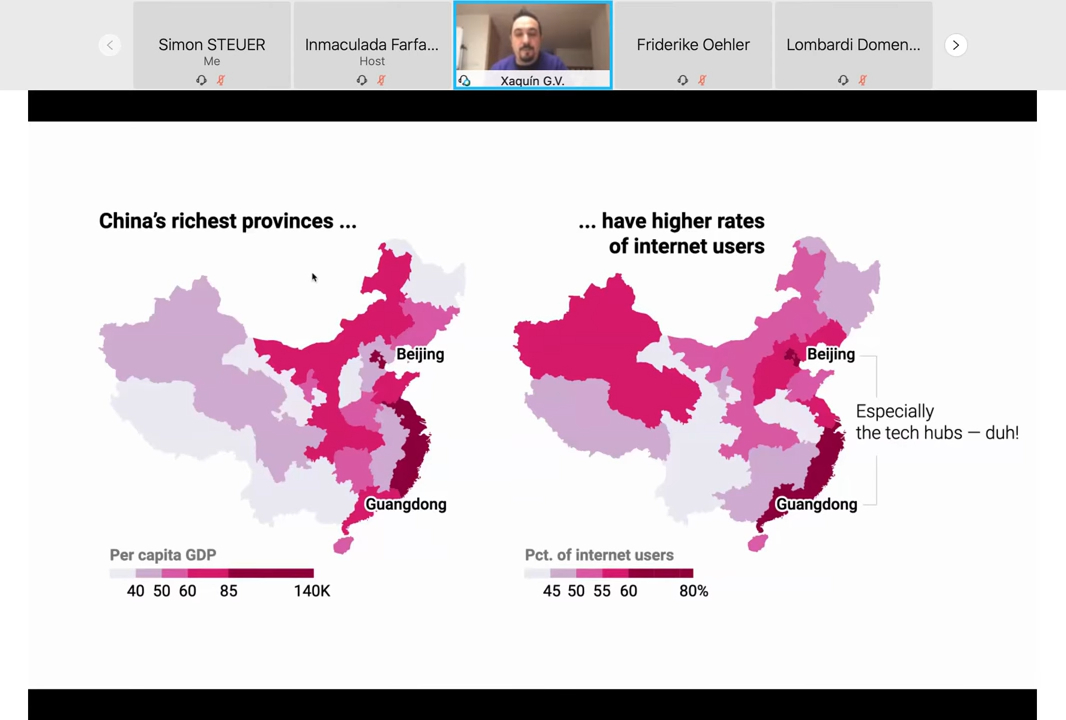 Simon STEUER
Me
Inmaculada Farfa...
Host
Xaquín G.V.
Friderike Oehler
Lombardi Domen...
China's richest provinces ...
... have higher rates
of internet users
Beijing
Guangdong
Per capita GDP
40 50 60 85 140K
Beijing
Especially
the tech hubs — duh!
Guangdong
Pct. of internet users
45 50 55 60 80%